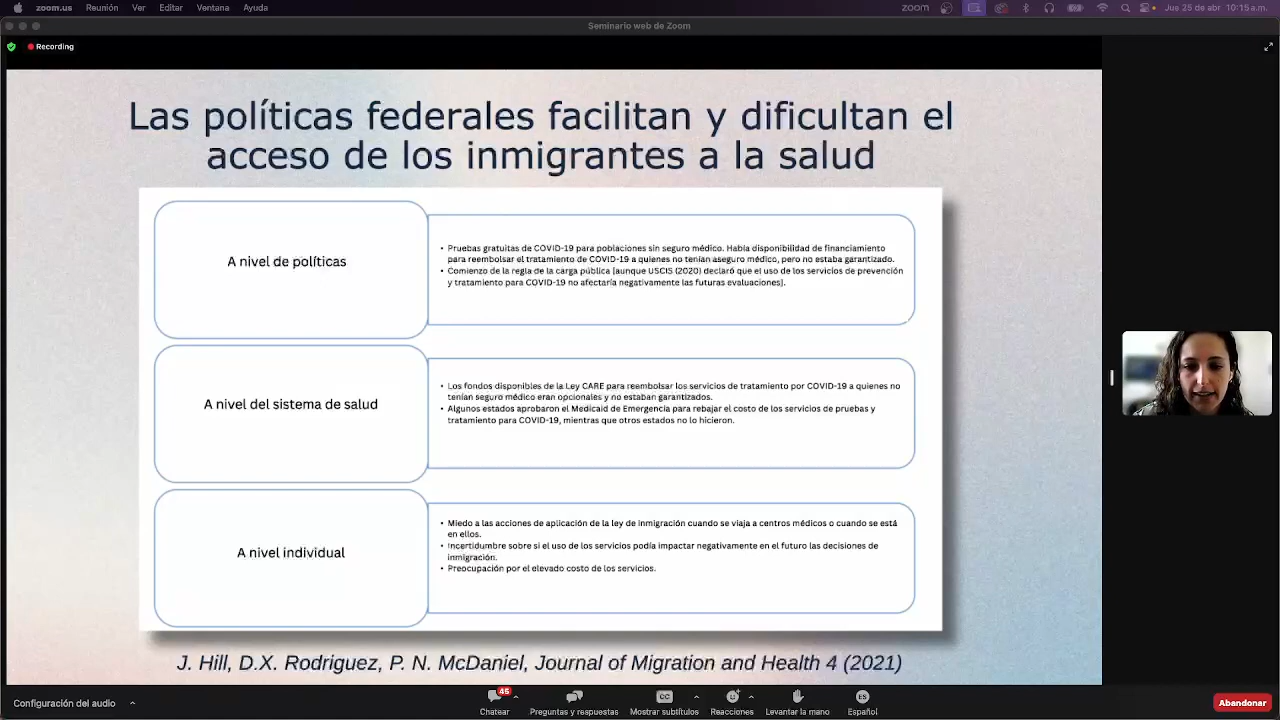 zoom.us Reunión Ver Editar Ventana Ayuda
zoom Jue 25 de abr 10:15 a.m.
Seminario web de Zoom
Recording
Las políticas federales facilitan y dificultan el
acceso de los inmigrantes a la salud
A nivel de políticas
• Pruebas gratuitas de COVID-19 para poblaciones sin seguro médico. Había disponibilidad de financiamiento
para reembolsar el tratamiento de COVID-19 a quienes no tenían aseguro médico, pero no estaba garantizado.
• Comienzo de la regla de la carga pública [aunque USCIS (2020) declaró que el uso de los servicios de prevención
y tratamiento para COVID-19 no afectaría negativamente las futuras evaluaciones].
A nivel del sistema de salud
• Los fondos disponibles de la Ley CARE para reembolsar los servicios de tratamiento por COVID-19 a quienes no
tenían seguro médico eran opcionales y no estaban garantizados.
• Algunos estados aprobaron el Medicaid de Emergencia para rebajar el costo de los servicios de pruebas y
tratamiento para COVID-19, mientras que otros estados no lo hicieron.
A nivel individual
• Miedo a las acciones de aplicación de la ley de inmigración cuando se viaja a centros médicos o cuando se está
en ellos.
• Incertidumbre sobre si el uso de los servicios podía impactar negativamente en el futuro las decisiones de
inmigración.
• Preocupación por el elevado costo de los servicios.
J. Hill, D.X. Rodriguez, P. N. McDaniel, Journal of Migration and Health 4 (2021)
Configuración del audio
45
CC
ES
Chatear Preguntas y respuestas Mostrar subtítulos Reacciones Levantar la mano Español
Abandonar